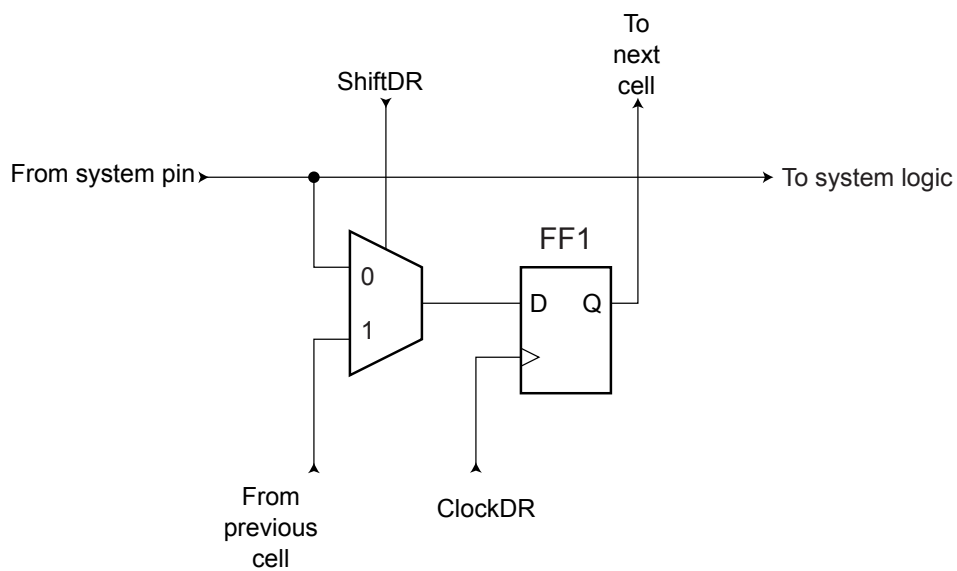 To
next
cell
ShiftDR
From system pin
To system logic
FF1
0
D
Q
1
From
previous
cell
ClockDR